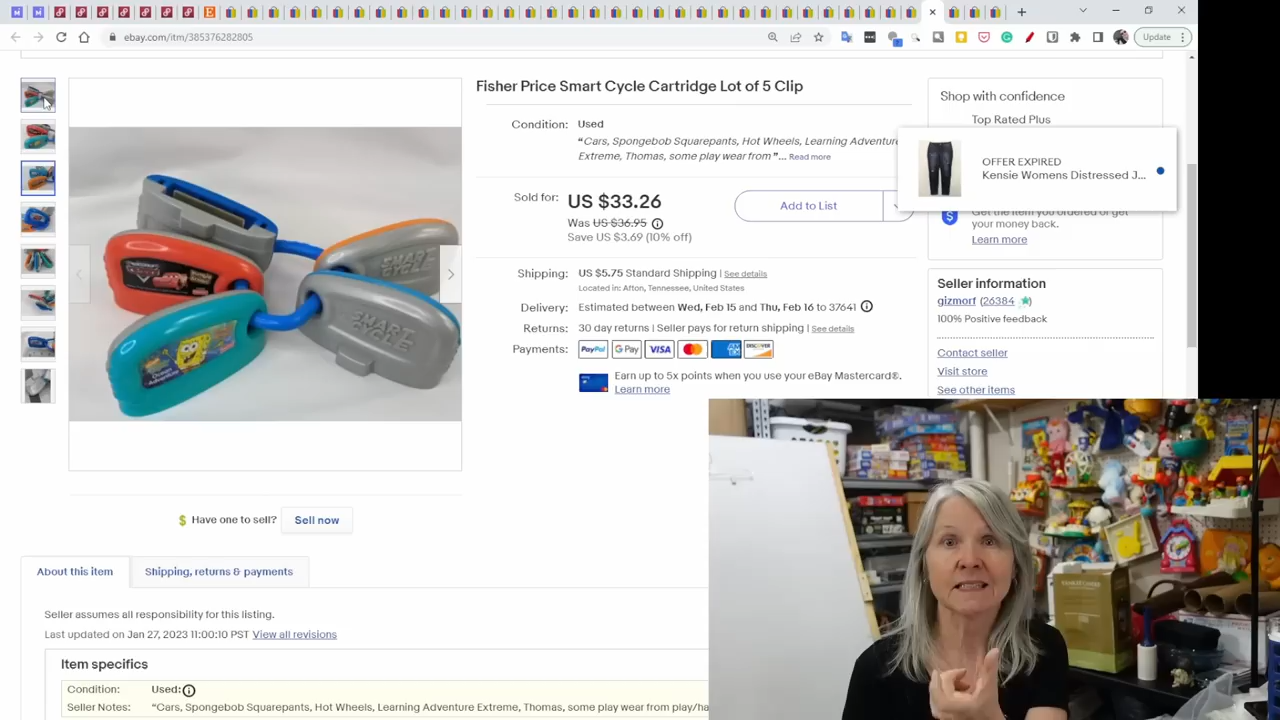 ebay.com/itm/385376282805
Update
Fisher Price Smart Cycle Cartridge Lot of 5 Clip
Condition:
Used
“Cars, Spongebob Squarepants, Hot Wheels, Learning Adventure
Extreme, Thomas, some play wear from” ... Read more
Sold for:
US $33.26
Add to List
Was US $36.95
Save US $3.69 (10% off)
Shipping:
US $5.75 Standard Shipping | See details
Located in: Afton, Tennessee, United States
Delivery:
Estimated between Wed, Feb 15 and Thu, Feb 16 to 37641
Returns:
30 day returns | Seller pays for return shipping | See details
Payments:
PayPal
G Pay
VISA
DISCOVER
Earn up to 5x points when you use your eBay Mastercard®.
Learn more
Shop with confidence
Top Rated Plus
OFFER EXPIRED
Kensie Womens Distressed J...
Get the item you ordered or get
your money back.
Learn more
Seller information
gizmorf (26384)
100% Positive feedback
Contact seller
Visit store
See other items
SMART
CYCLE
SMART
CYCLE
Have one to sell?
Sell now
About this item
Shipping, returns & payments
Seller assumes all responsibility for this listing.
Last updated on Jan 27, 2023 11:00:10 PST View all revisions
Item specifics
Condition:
Used:
Seller Notes:
“Cars, Spongebob Squarepants, Hot Wheels, Learning Adventure Extreme, Thomas, some play wear from play/ha